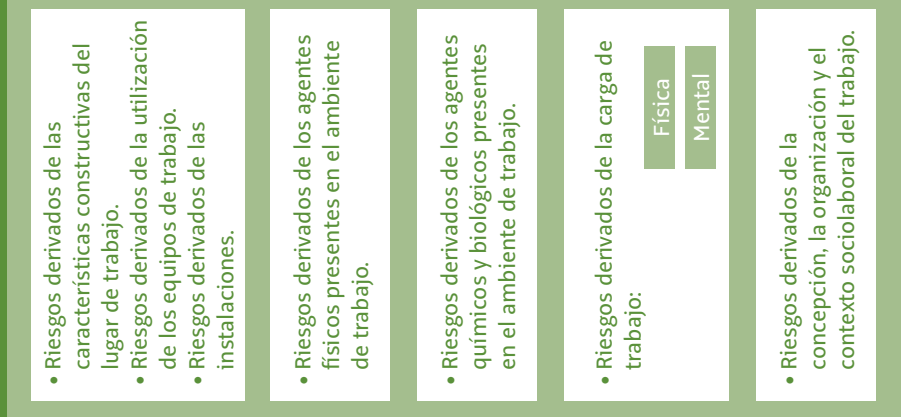 • Riesgos derivados de las
características constructivas del
lugar de trabajo.
• Riesgos derivados de la utilización
de los equipos de trabajo.
• Riesgos derivados de las
instalaciones.
• Riesgos derivados de los agentes
físicos presentes en el ambiente
de trabajo.
• Riesgos derivados de los agentes
químicos y biológicos presentes
en el ambiente de trabajo.
• Riesgos derivados de la carga de
trabajo:
Física
Mental
• Riesgos derivados de la
concepción, la organización y el
contexto sociolaboral del trabajo.